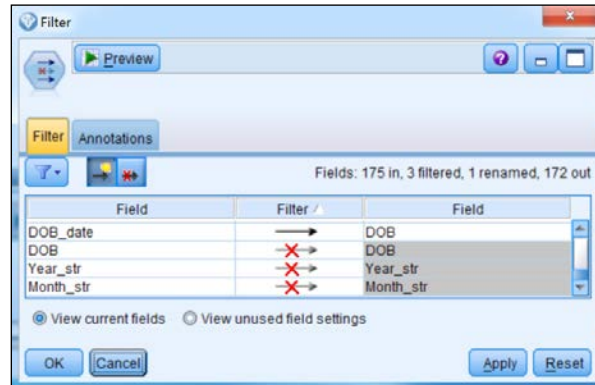 Filter
Preview
Filter Annotations
Fields: 175 in, 3 filtered, 1 renamed, 172 out
Field Filter Field
DOB_date DOB
DOB DOB
Year_str Year_str
Month_str Month_str
View current fields View unused field settings
OK Cancel Apply Reset